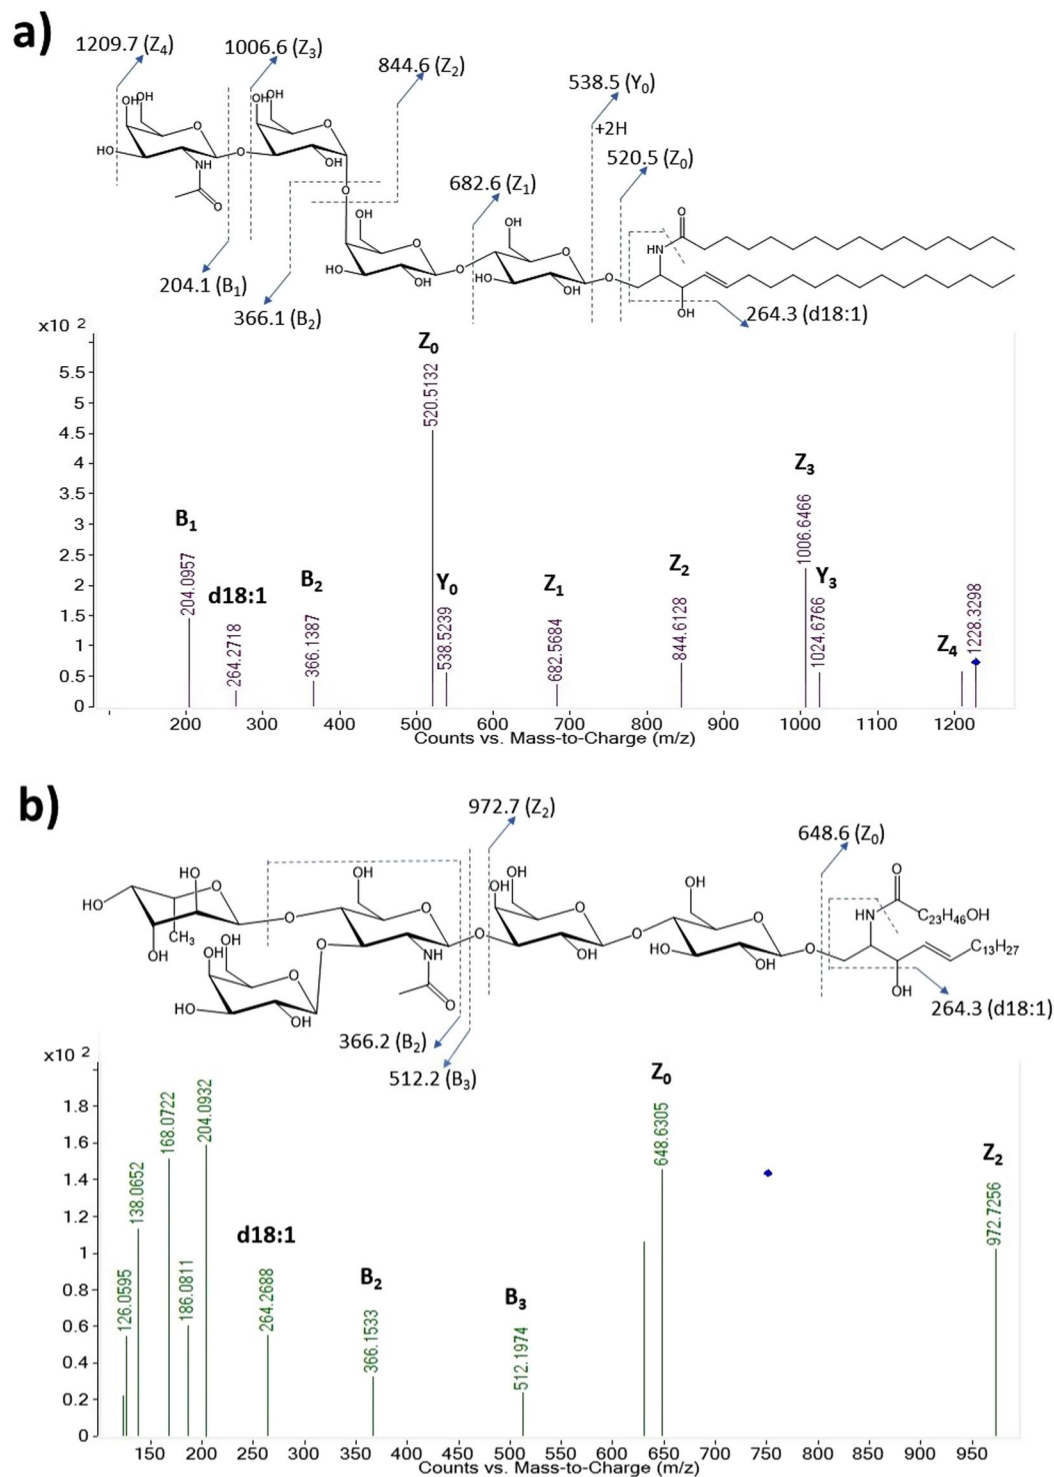 a)
1209.7 (Z4)
1006.6 (Z3)
844.6 (Z2)
538.5 (Y0)
+2H
520.5 (Z0)
682.6 (Z1)
OH OH
OH OH
O
O
HO
O
OH
NH
O
O
OH
O
HO
OH
O
OH
O
HO
OH
O
O
HN
OH
204.1 (B1)
366.1 (B2)
264.3 (d18:1)
x10 2
Z0
520.5132
Z3
1006.6466
B1
204.0957
d18:1
264.2718
B2
366.1387
Y0
538.5239
Z1
682.5684
Z2
844.6128
Y3
1024.6766
Z4
1228.3298
5.5
5
4.5
4
3.5
3
2.5
2
1.5
1
0.5
0
200 300 400 500 600 700 800 900 1000 1100 1200
Counts vs. Mass-to-Charge (m/z)
b)
972.7 (Z2)
648.6 (Z0)
HO
HO
O
OH
CH3
O
OH
O
NH
O
O
OH
OH
O
HO
OH
O
OH
OH
O
OH
O
OH
O
HO
OH
O
O
HN
C23H46OH
C13H27
OH
366.2 (B2)
512.2 (B3)
264.3 (d18:1)
x10 2
Z0
648.6305
Z2
972.7256
126.0595
138.0652
168.0722
186.0811
204.0932
d18:1
264.2688
B2
366.1533
B3
512.1974
1.8
1.6
1.4
1.2
1
0.8
0.6
0.4
0.2
0
150 200 250 300 350 400 450 500 550 600 650 700 750 800 850 900 950
Counts vs. Mass-to-Charge (m/z)